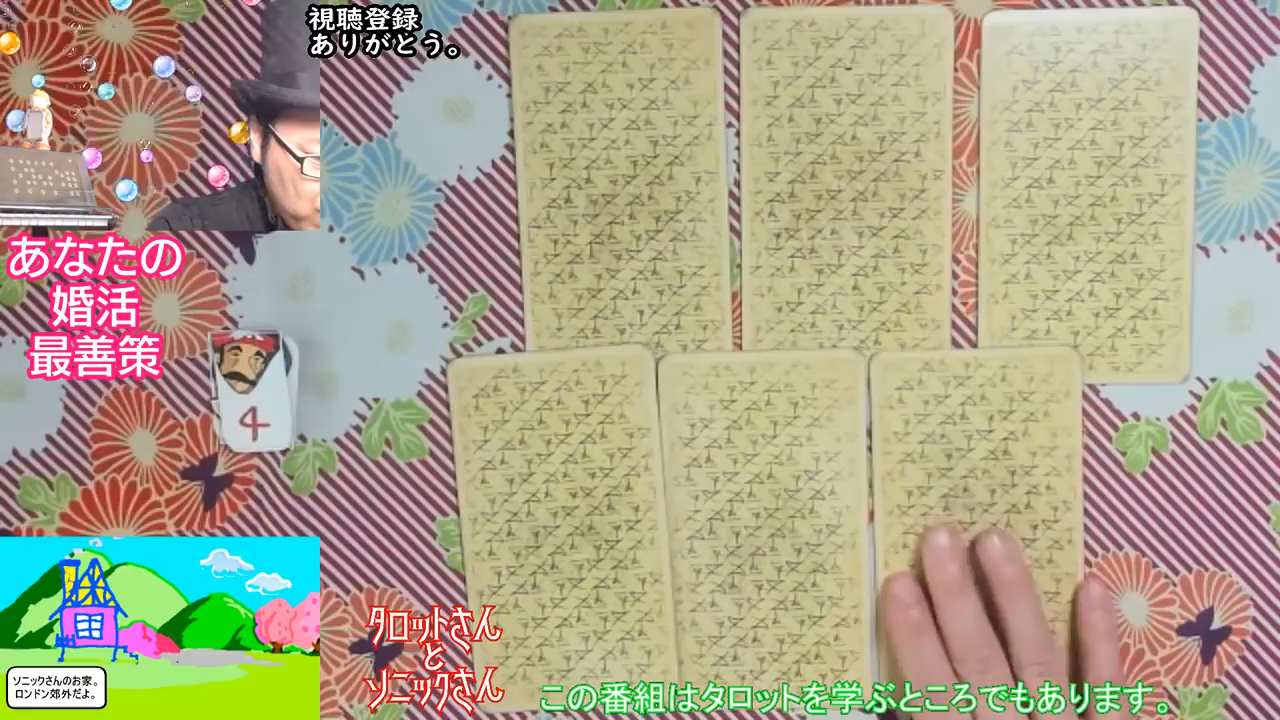 視聴登録
ありがとう。
あなたの
婚活
最善策
4
ソニックさんのお家。
ロンドン郊外だよ。
タロットさん
と
ソニックさん
この番組はタロットを学ぶところでもあります。